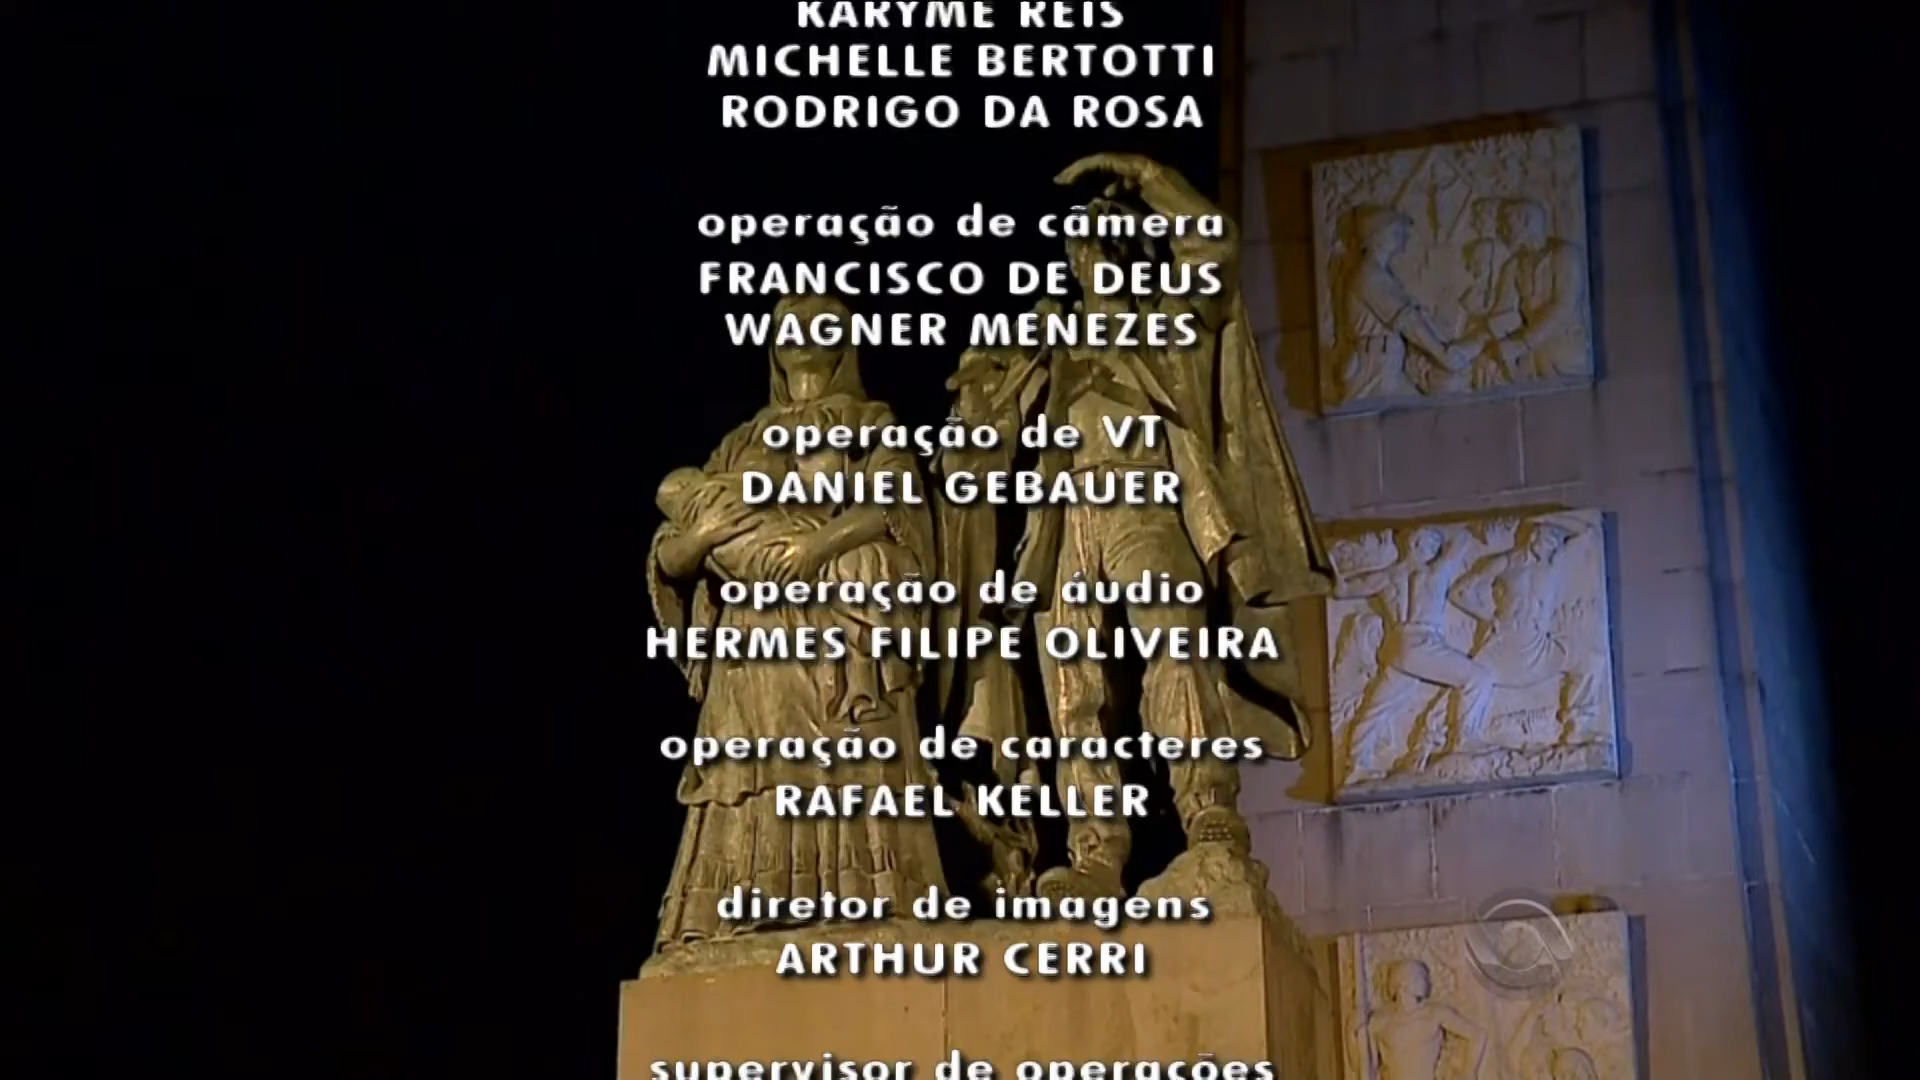 KARYME REIS
MICHELLE BERTOTTI
RODRIGO DA ROSA
operação de câmera
FRANCISCO DE DEUS
WAGNER MENEZES
operação de VT
DANIEL GEBAUER
operação de áudio
HERMES FILIPE OLIVEIRA
operação de caracteres
RAFAEL KELLER
diretor de imagens
ARTHUR CERRI
supervisor de operações